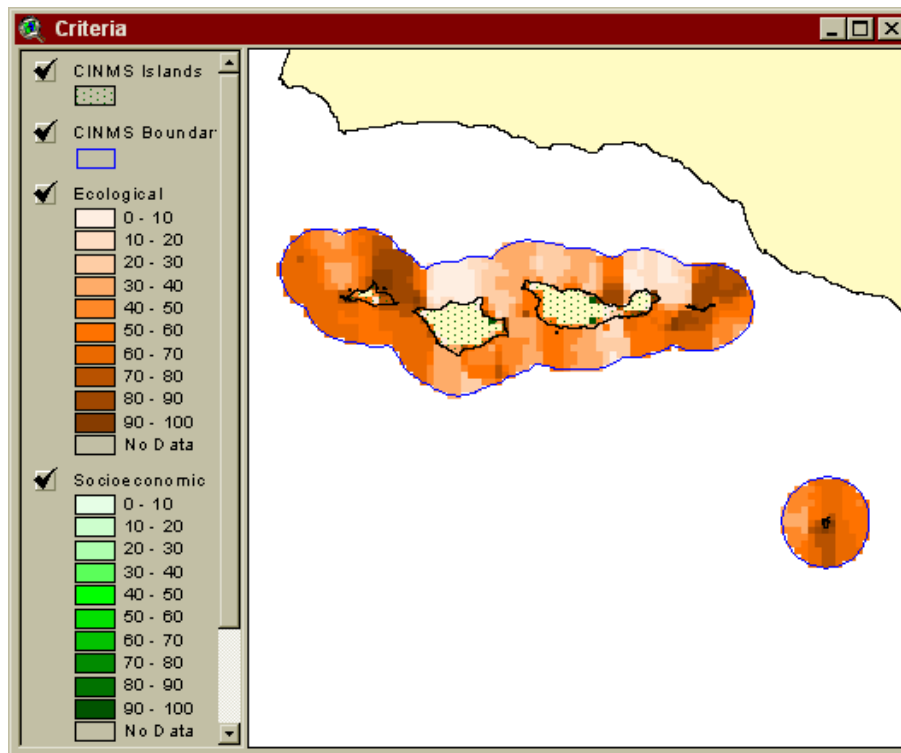 Criteria
CINMS Islands
CINMS Boundar
Ecological
0 - 10
10 - 20
20 - 30
30 - 40
40 - 50
50 - 60
60 - 70
70 - 80
80 - 90
90 - 100
No Data
Socioeconomic
0 - 10
10 - 20
20 - 30
30 - 40
40 - 50
50 - 60
60 - 70
70 - 80
80 - 90
90 - 100
No Data